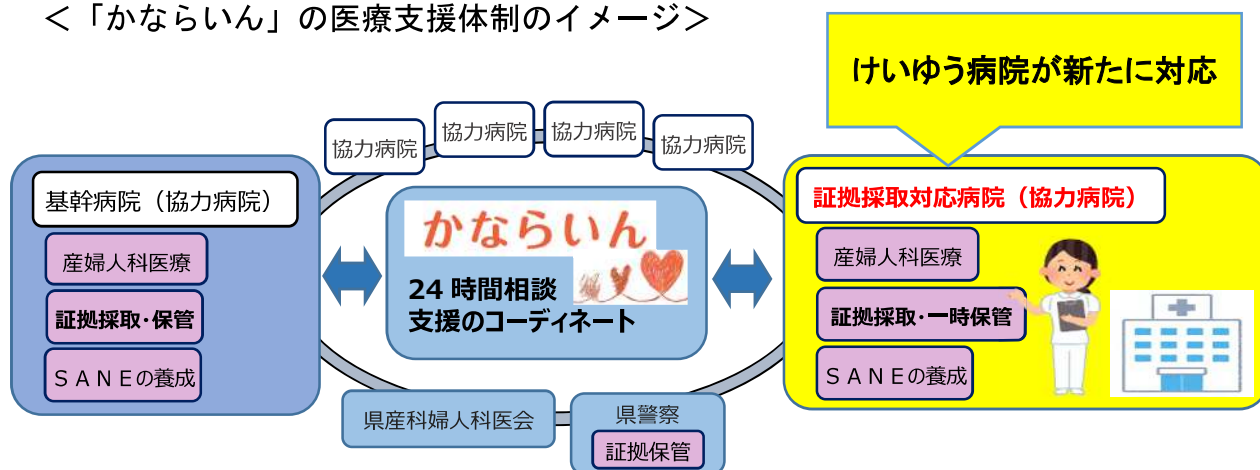 ＜「かならいん」の医療支援体制のイメージ＞
けいゆう病院が新たに対応
協力病院
協力病院
協力病院
協力病院
基幹病院（協力病院）
産婦人科医療
証拠採取・保管
ＳＡＮＥの養成
かならいん
24 時間相談
支援のコーディネート
証拠採取対応病院（協力病院）
産婦人科医療
証拠採取・一時保管
ＳＡＮＥの養成
県産科婦人科医会
県警察
証拠保管